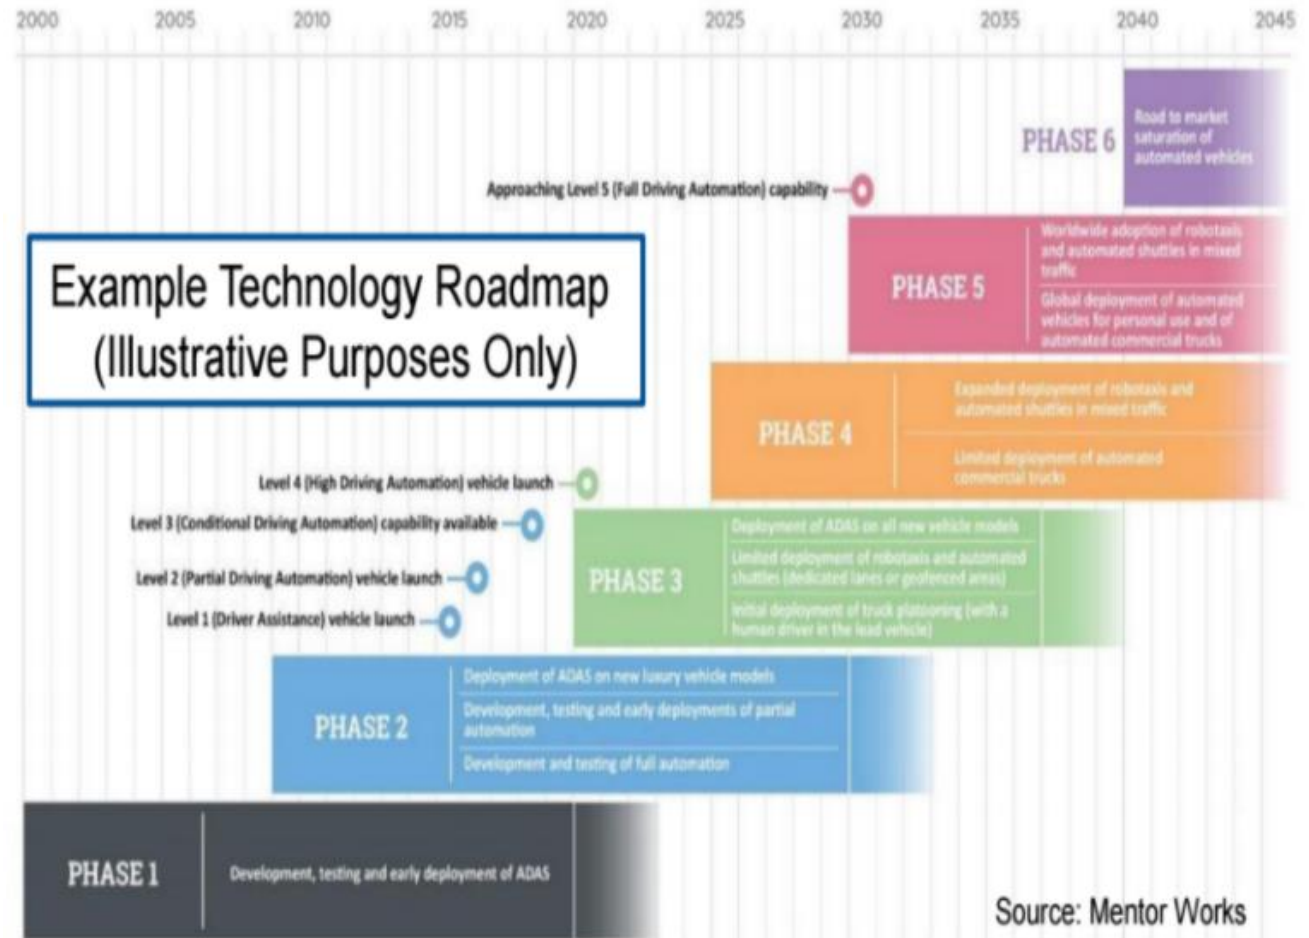 2000 2005 2010 2015 2020 2025 2030 2035 2040 2045
PHASE 6
Road to market
saturation of
automated vehicles
Approaching Level 5 (Full Driving Automation) capability
Example Technology Roadmap
(Illustrative Purposes Only)
PHASE 5
Worldwide adoption of robotaxis
and automated shuttles in mixed
traffic
Global deployment of automated
vehicles for personal use and of
automated commercial trucks
PHASE 4
Expanded deployment of robotaxis and
automated shuttles in mixed traffic
Limited deployment of automated
commercial trucks
Level 4 (High Driving Automation) vehicle launch
Level 3 (Conditional Driving Automation) capability available
Level 2 (Partial Driving Automation) vehicle launch
Level 1 (Driver Assistance) vehicle launch
PHASE 3
Deployment of ADAS on all new vehicle models
Limited deployment of robotaxis and automated
shuttles (dedicated lanes or geofenced areas)
Initial deployment of truck platooning (with a
human driver in the lead vehicle)
PHASE 2
Deployment of ADAS on new luxury vehicle models
Development, testing and early deployments of partial
automation
Development and testing of full automation
PHASE 1
Development, testing and early deployment of ADAS
Source: Mentor Works